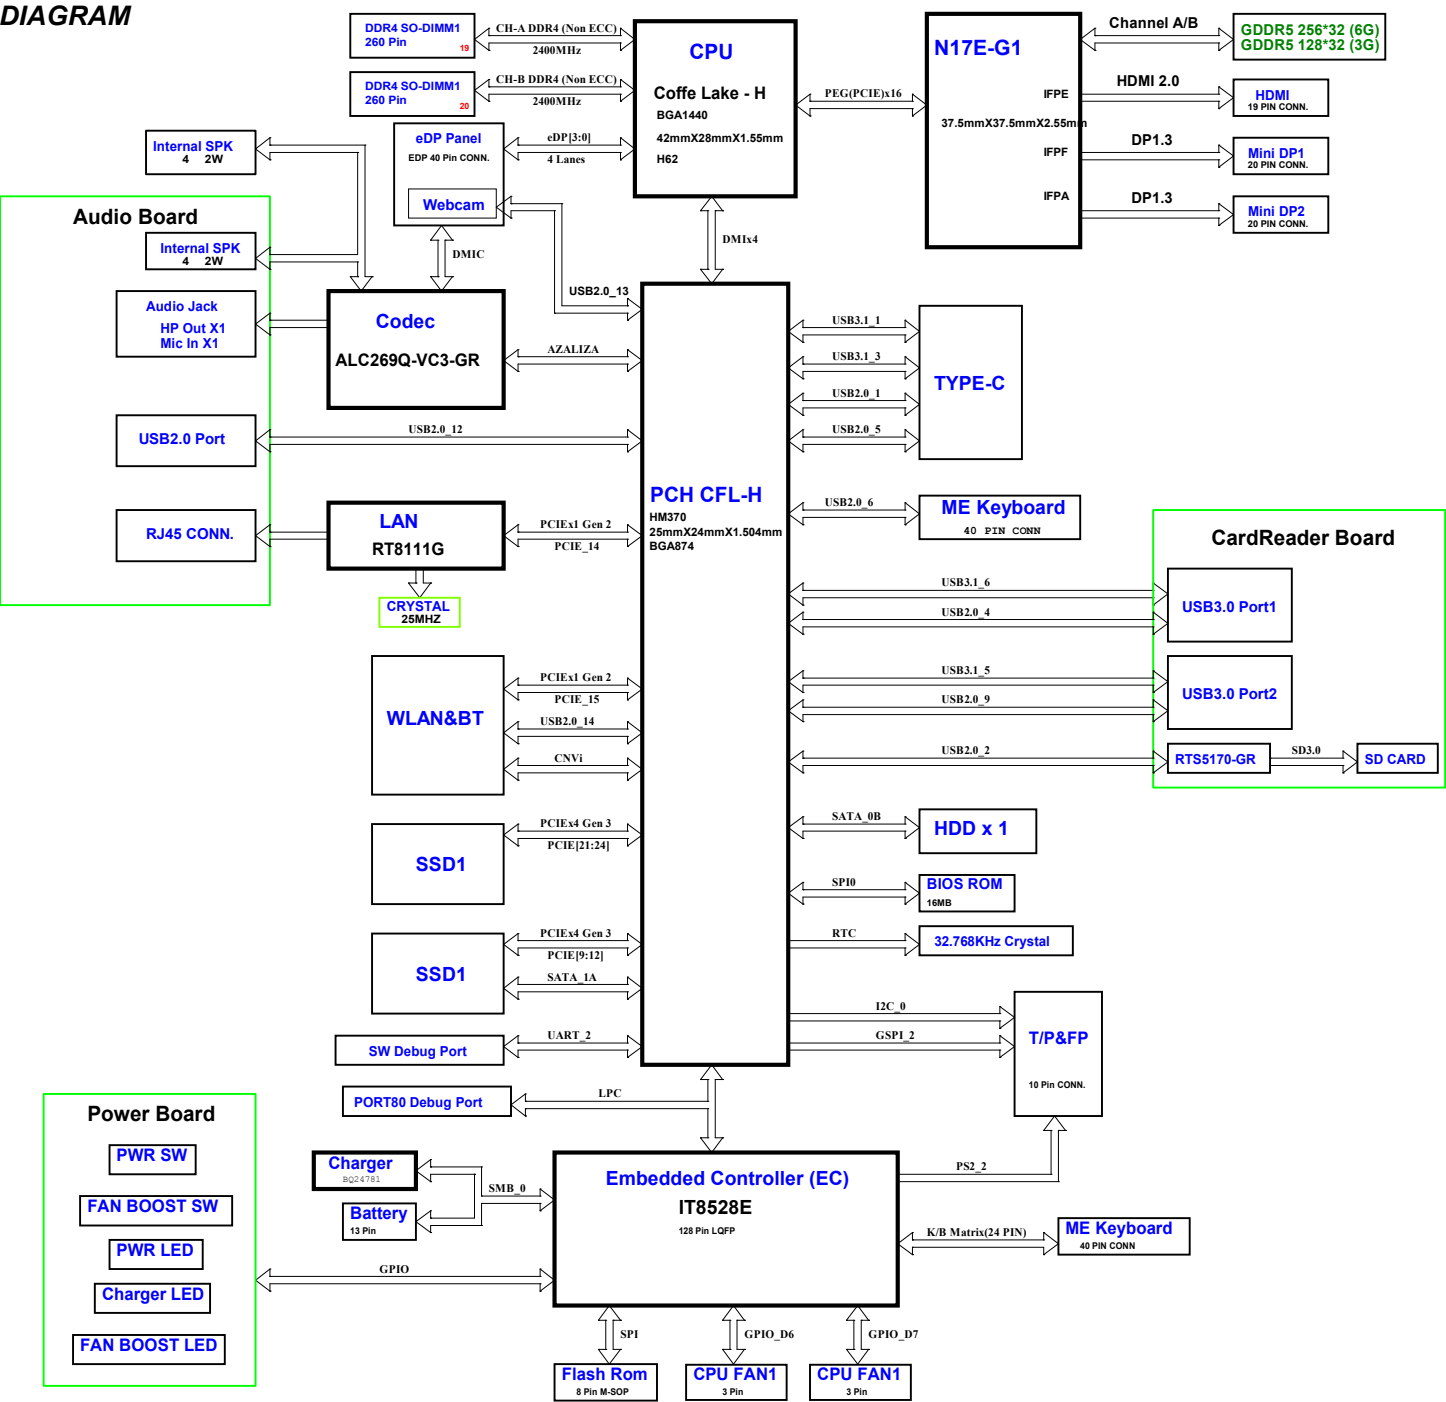 DIAGRAM
DDR4 SO-DIMM1
260 Pin
19
CH-A DDR4 (Non ECC)
2400MHz
DDR4 SO-DIMM1
260 Pin
20
CH-B DDR4 (Non ECC)
2400MHz
CPU
Coffe Lake - H
BGA1440
42mmX28mmX1.55mm
H62
PEG(PCIE)x16
N17E-G1
37.5mmX37.5mmX2.55mm
IFPE
IFPF
IFPA
Channel A/B
GDDR5 256*32 (6G)
GDDR5 128*32 (3G)
HDMI 2.0
HDMI
19 PIN CONN.
DP1.3
Mini DP1
20 PIN CONN.
DP1.3
Mini DP2
20 PIN CONN.
eDP Panel
EDP 40 Pin CONN.
Webcam
eDP[3:0]
4 Lanes
Internal SPK
4 2W
Audio Board
Internal SPK
4 2W
Audio Jack
HP Out X1
Mic In X1
USB2.0 Port
RJ45 CONN.
DMIC
USB2.0_13
DMIx4
Codec
ALC269Q-VC3-GR
AZALIZA
USB2.0_12
LAN
RT8111G
PCIEx1 Gen 2
PCIE_14
CRYSTAL
25MHZ
PCH CFL-H
HM370
25mmX24mmX1.504mm
BGA874
USB3.1_1
USB3.1_3
USB2.0_1
USB2.0_5
TYPE-C
USB2.0_6
ME Keyboard
40 PIN CONN
CardReader Board
USB3.1_6
USB2.0_4
USB3.0 Port1
USB3.1_5
USB2.0_9
USB3.0 Port2
USB2.0_2
RTS5170-GR
SD3.0
SD CARD
WLAN&BT
PCIEx1 Gen 2
PCIE_15
USB2.0_14
CNVi
SSD1
PCIEx4 Gen 3
PCIE[21:24]
SATA_0B
HDD x 1
SPI0
BIOS ROM
16MB
RTC
32.768KHz Crystal
SSD1
PCIEx4 Gen 3
PCIE[9:12]
SATA_1A
I2C_0
GSPI_2
T/P&FP
10 Pin CONN.
SW Debug Port
UART_2
PORT80 Debug Port
LPC
Power Board
PWR SW
FAN BOOST SW
PWR LED
Charger LED
FAN BOOST LED
Charger
BQ24781
Battery
13 Pin
SMB_0
GPIO
Embedded Controller (EC)
IT8528E
128 Pin LQFP
PS2_2
K/B Matrix(24 PIN)
ME Keyboard
40 PIN CONN
SPI
GPIO_D6
GPIO_D7
Flash Rom
8 Pin M-SOP
CPU FAN1
3 Pin
CPU FAN1
3 Pin